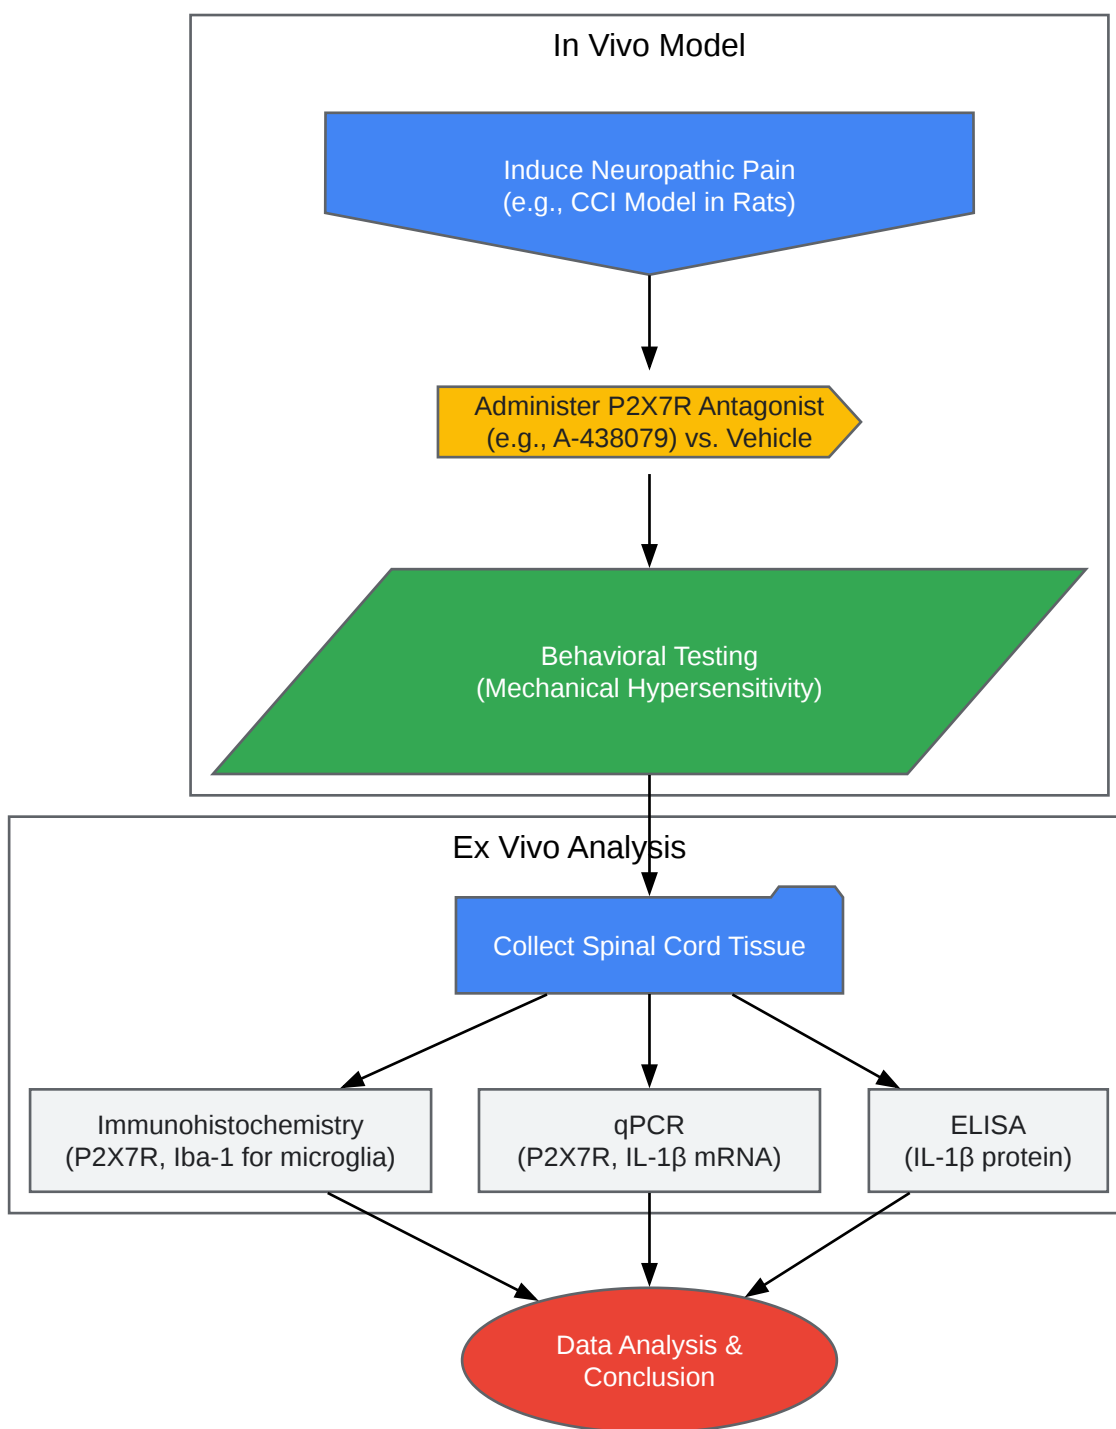 In Vivo Model
Induce Neuropathic Pain
(e.g., CCI Model in Rats)
Administer P2X7R Antagonist
(e.g., A-438079) vs. Vehicle
Behavioral Testing
(Mechanical Hypersensitivity)
Ex Vivo Analysis
Collect Spinal Cord Tissue
Immunohistochemistry
(P2X7R, Iba-1 for microglia)
qPCR
(P2X7R, IL-1β mRNA)
ELISA
(IL-1β protein)
Data Analysis &
Conclusion